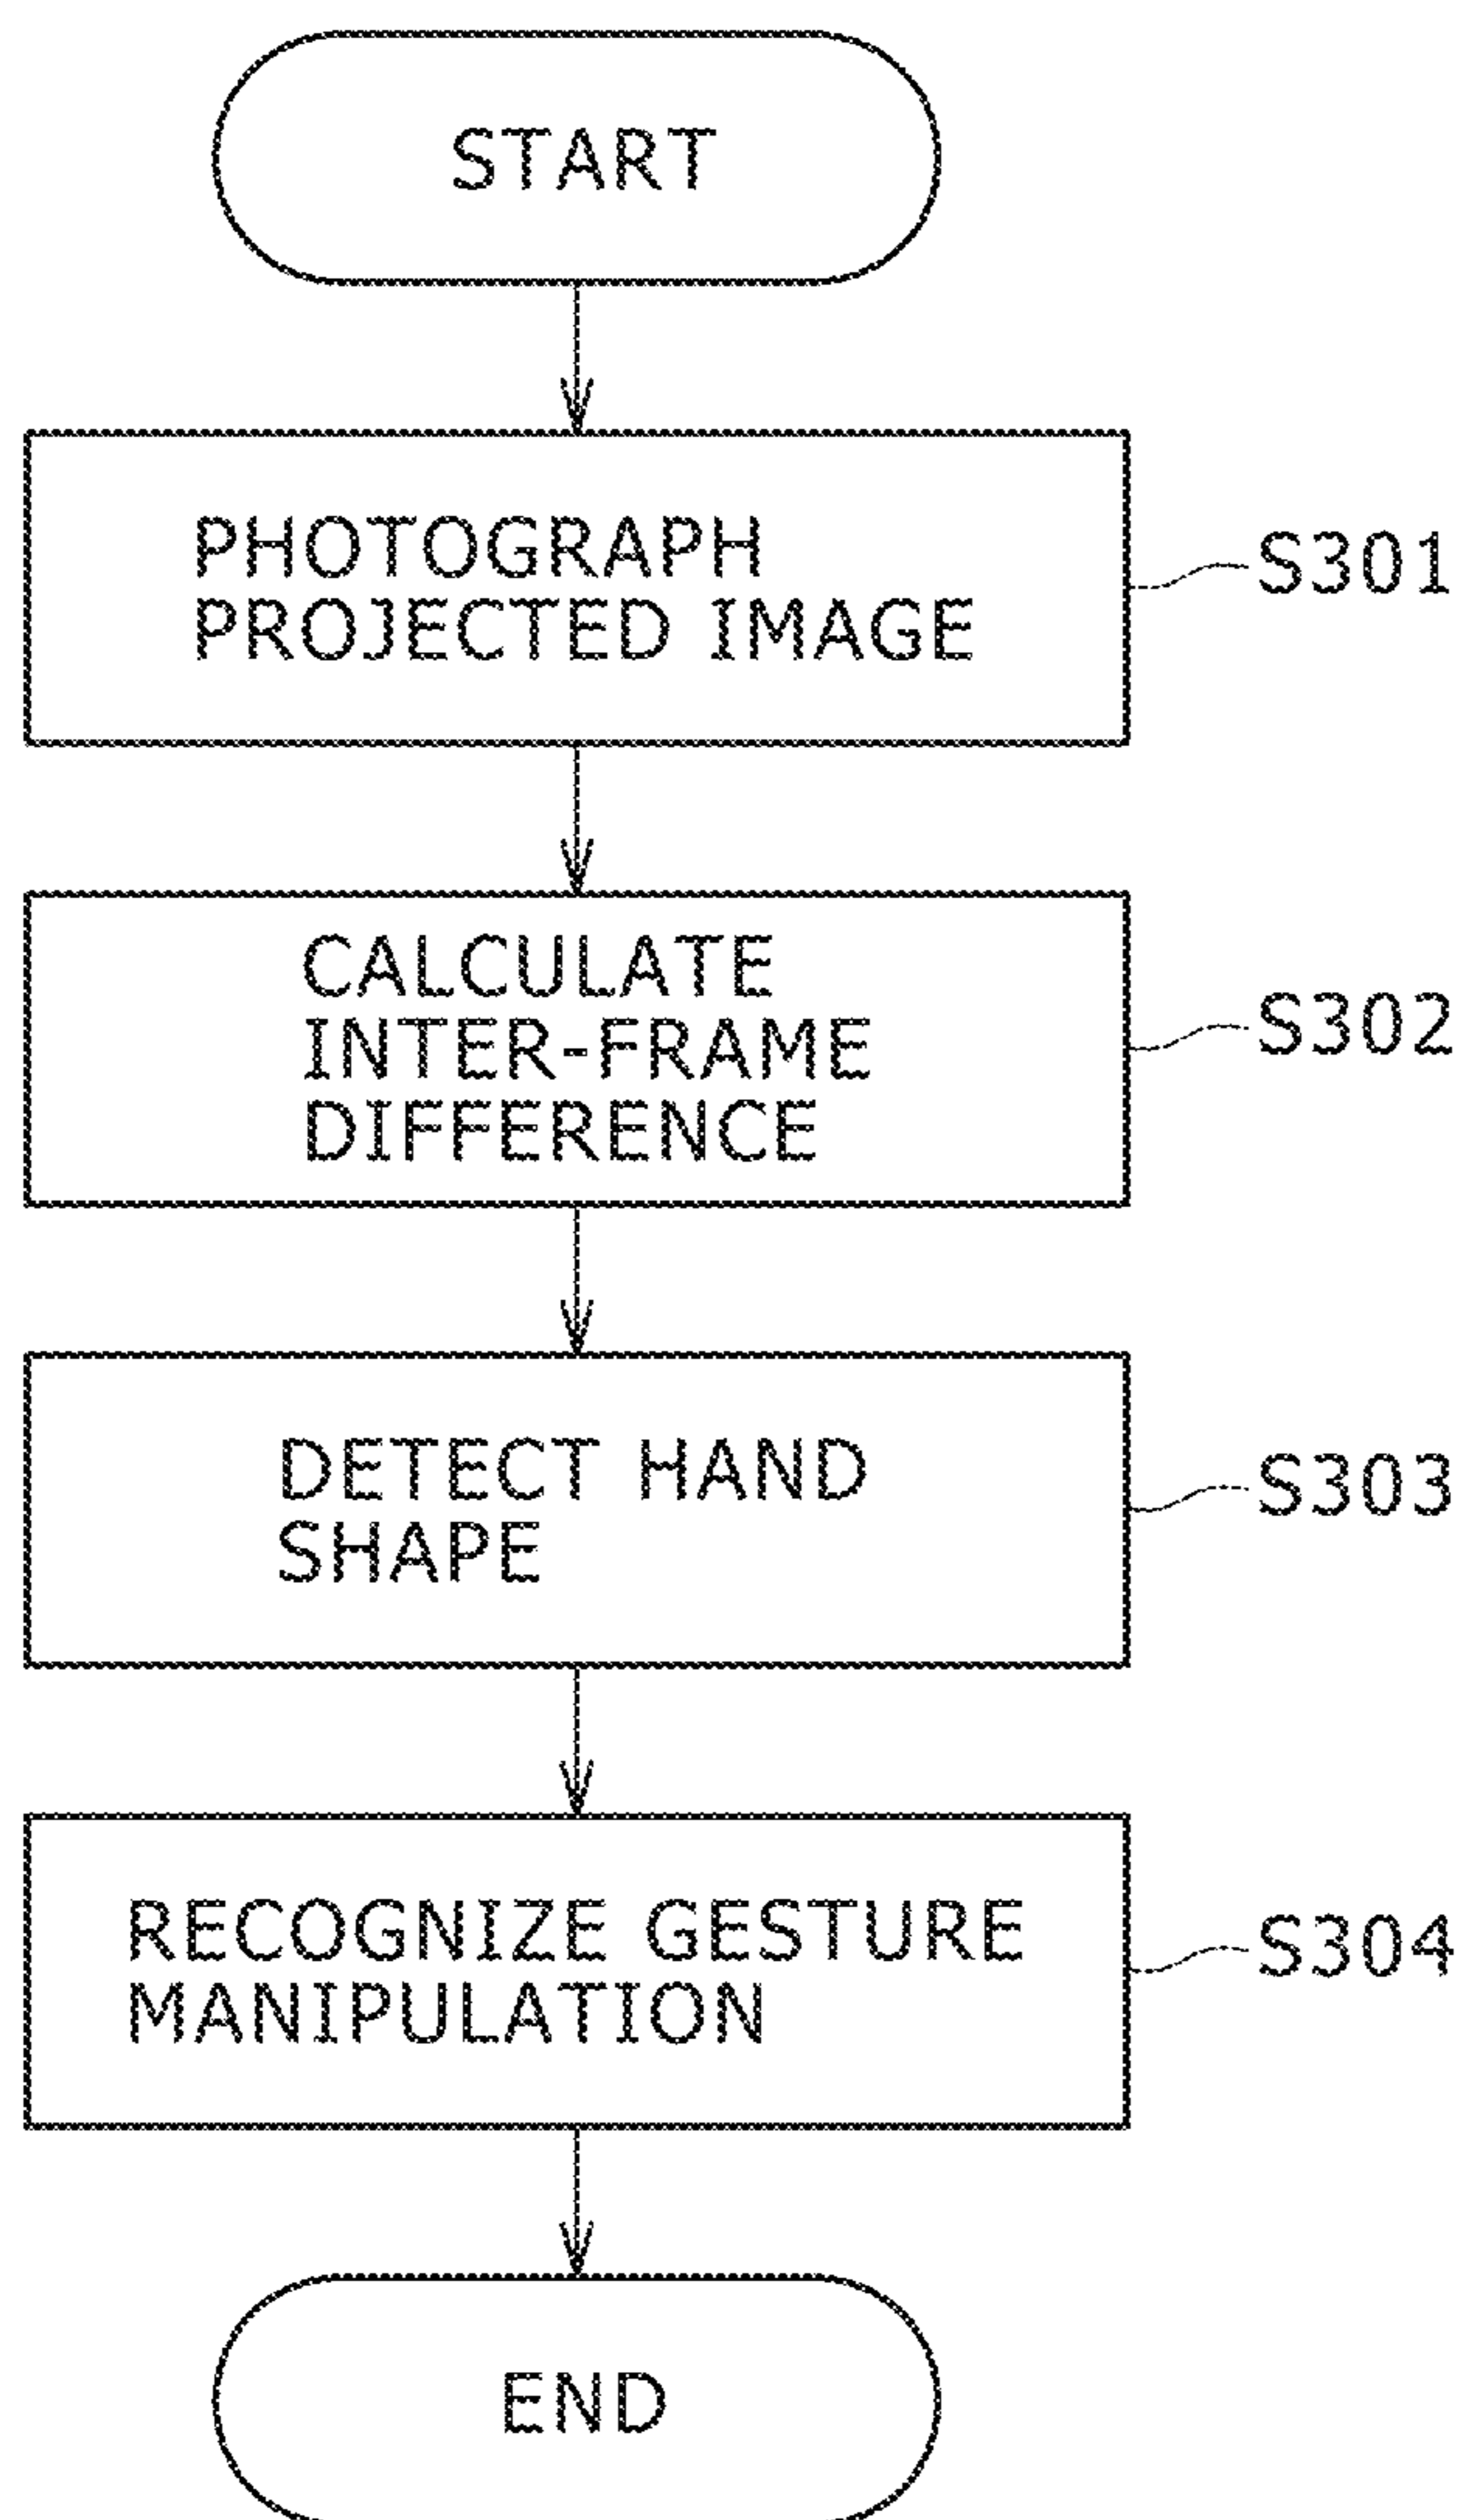 START
PHOTOGRAPH
PROJECTED IMAGE
S301
CALCULATE
INTER-FRAME
DIFFERENCE
S302
DETECT HAND
SHAPE
S303
RECOGNIZE GESTURE
MANIPULATION
S304
END